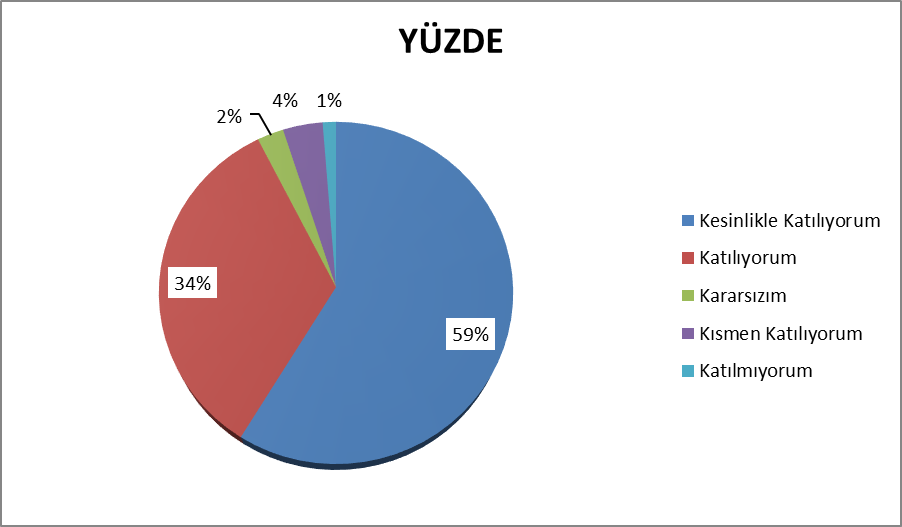 YÜZDE
2%
4%
1%
34%
59%
Kesinlikle Katılıyorum
Katılıyorum
Kararsızım
Kısmen Katılıyorum
Katılmıyorum